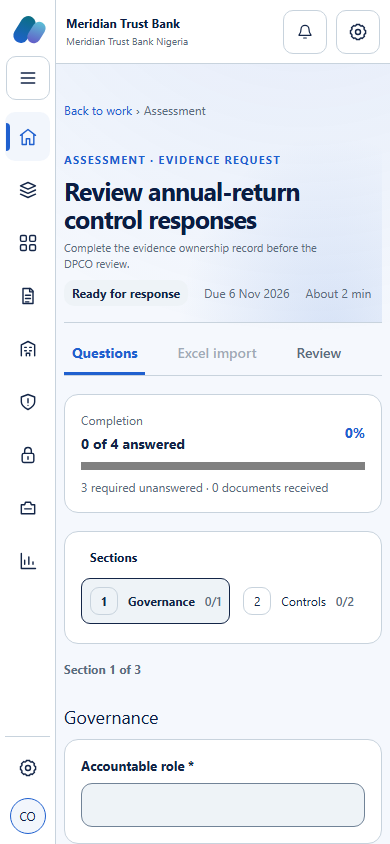 Meridian Trust Bank
Meridian Trust Bank Nigeria
Back to work › Assessment
ASSESSMENT · EVIDENCE REQUEST
Review annual-return
control responses
Complete the evidence ownership record before the
DPCO review.
Ready for response Due 6 Nov 2026 About 2 min
Questions Excel import Review
Completion
0 of 4 answered
0%
3 required unanswered · 0 documents received
Sections
1 Governance 0/1 2 Controls 0/2
Section 1 of 3
Governance
Accountable role *
CO